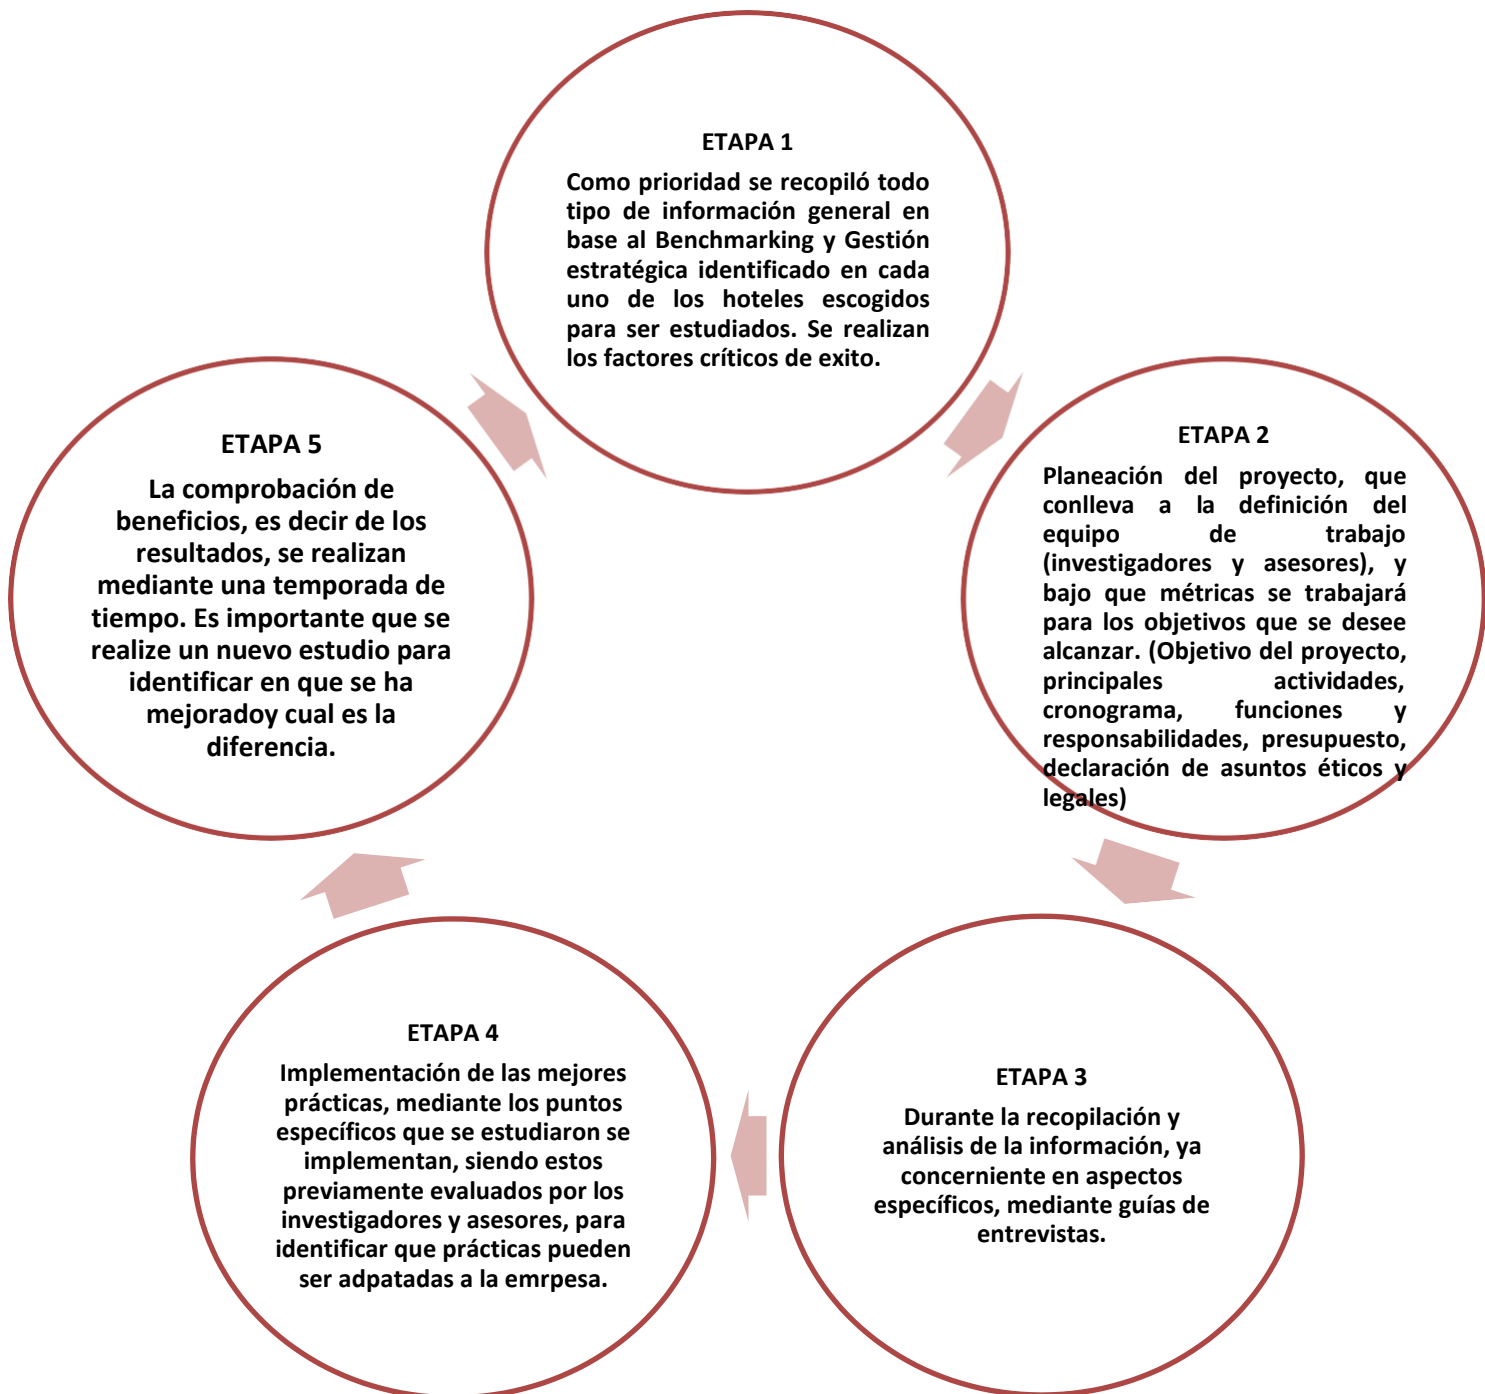 ETAPA 1
Como prioridad se recopiló todo
tipo de información general en
base al Benchmarking y Gestión
estratégica identificado en cada
uno de los hoteles escogidos
para ser estudiados. Se realizan
los factores críticos de exito.
ETAPA 2
Planeación del proyecto, que
conlleva a la definición del
equipo de trabajo
(investigadores y asesores), y
bajo que métricas se trabajará
para los objetivos que se desee
alcanzar. (Objetivo del proyecto,
principales actividades,
cronograma, funciones y
responsabilidades, presupuesto,
declaración de asuntos éticos y
legales)
ETAPA 3
Durante la recopilación y
análisis de la información, ya
concerniente en aspectos
específicos, mediante guías de
entrevistas.
ETAPA 4
Implementación de las mejores
prácticas, mediante los puntos
específicos que se estudiaron se
implementan, siendo estos
previamente evaluados por los
investigadores y asesores, para
identificar que prácticas pueden
ser adpatadas a la emrpesa.
ETAPA 5
La comprobación de
beneficios, es decir de los
resultados, se realizan
mediante una temporada de
tiempo. Es importante que se
realize un nuevo estudio para
identificar en que se ha
mejoradoy cual es la
diferencia.